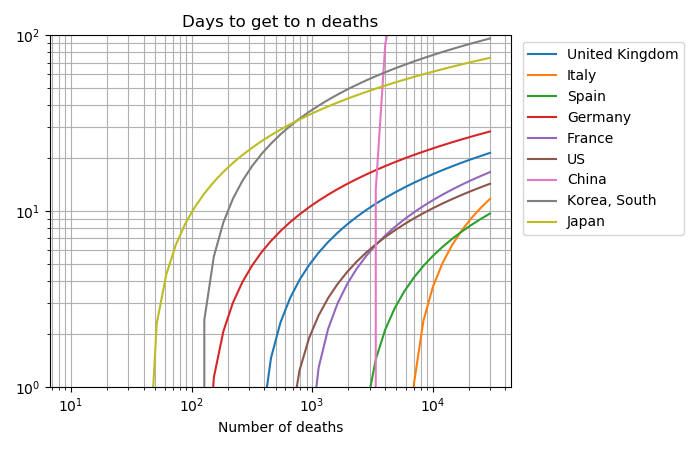 Days to get to n deaths
10²
10¹
10⁰
10¹
10²
10³
10⁴
Number of deaths
United Kingdom
Italy
Spain
Germany
France
US
China
Korea, South
Japan